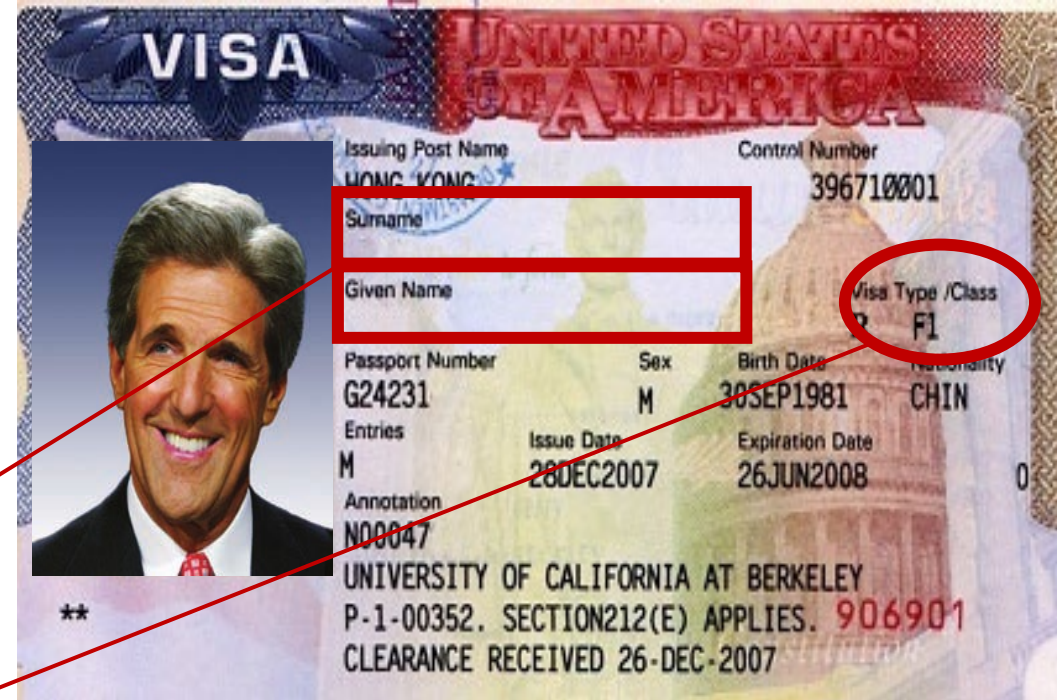 VISA
UNITED STATES
OF AMERICA
Issuing Post Name
Control Number
HONG KONG
396710001
Surname
Given Name
Visa Type /Class
R F1
Passport Number
Sex
Birth Date
Nationality
G24231
M
30SEP1981
CHIN
Entries
Issue Date
Expiration Date
M
28DEC2007
26JUN2008
0
Annotation
N00047
UNIVERSITY OF CALIFORNIA AT BERKELEY
**
P-1-00352. SECTION212(E) APPLIES. 906901
CLEARANCE RECEIVED 26-DEC-2007